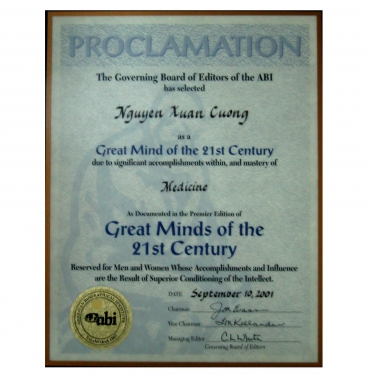 PROCLAMATION
The Governing Board of Editors of the ABI
has selected
Nguyen Xuan Cuong
as a
Great Mind of the 21st Century
due to significant accomplishments within, and mastery of
Medicine
As Documented in the Premier Edition of
Great Minds of the
21st Century
Reserved for Men and Women Whose Accomplishments and Influence
are the Result of Superior Conditioning of the Intellect.
DATE September 10, 2001
Chairman
Vice Chairman
Managing Editor
Governing Board of Editors
abi